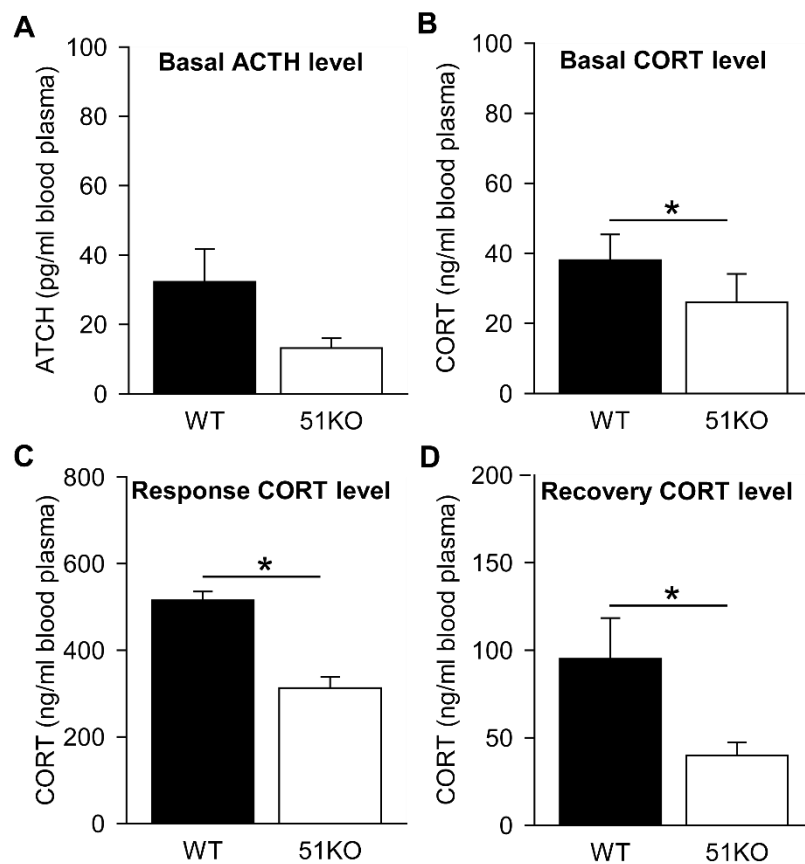 A
Basal ACTH level
ATCH (pg/ml blood plasma)
100
80
60
40
20
0
WT 51KO
B
Basal CORT level
CORT (ng/ml blood plasma)
100
80
60
40
20
0
*
WT 51KO
C
Response CORT level
CORT (ng/ml blood plasma)
800
600
400
200
0
*
WT 51KO
D
Recovery CORT level
CORT (ng/ml blood plasma)
200
150
100
50
0
*
WT 51KO